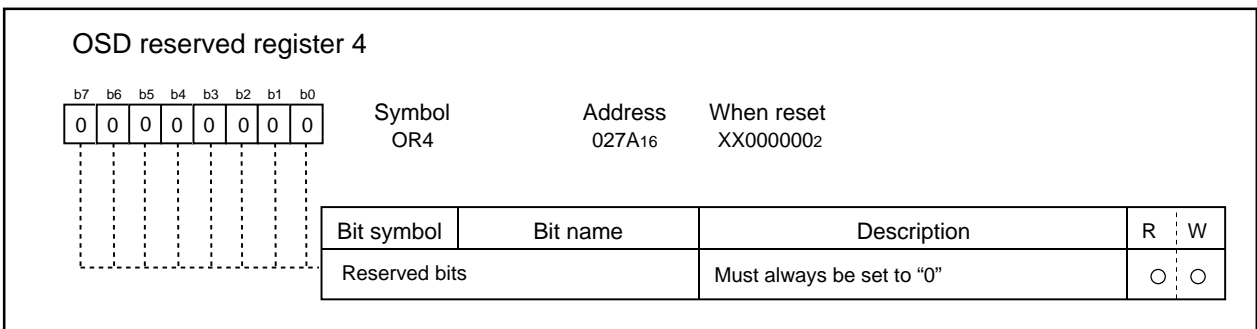 OSD reserved register 4
b7 b6 b5 b4 b3 b2 b1 b0
0 0 0 0 0 0 0 0
Symbol Address When reset
OR4 027A16 XX0000002
Bit symbol Bit name Description R W
Reserved bits Must always be set to “0” ○ ○